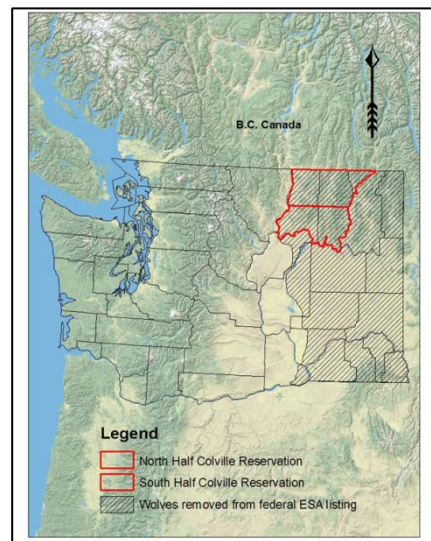 B.C. Canada
Legend
North Half Colville Reservation
South Half Colville Reservation
Wolves removed from federal ESA listing